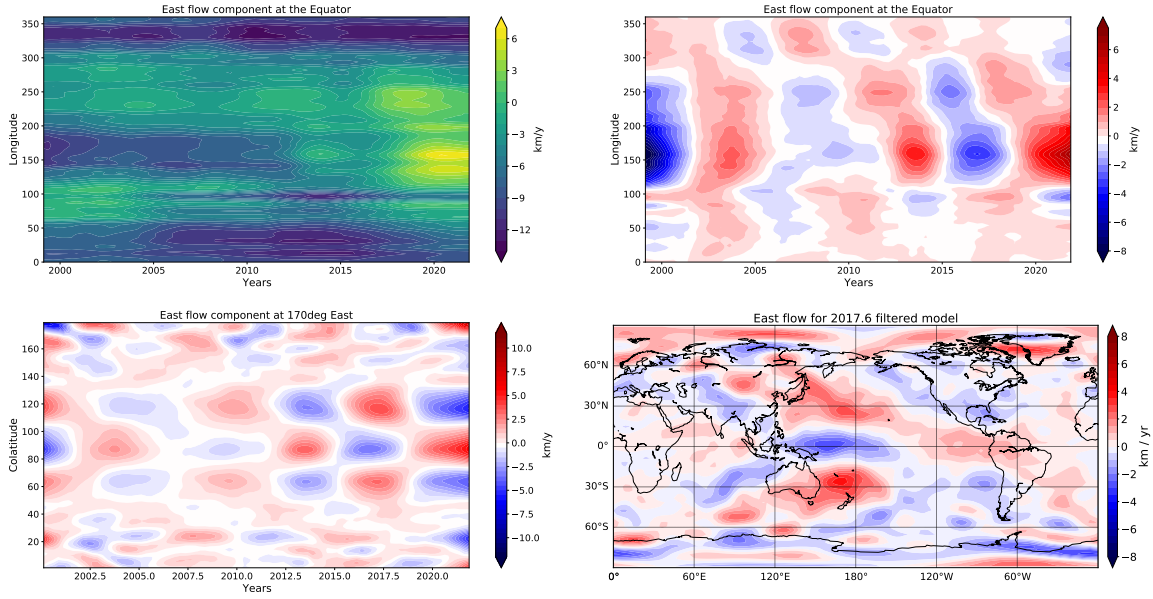 East flow component at the Equator
350
300
250
200
150
100
50
0
Longitude
2000 2005 2010 2015 2020
Years
6
3
0
−3
−6
−9
−12
km/y
East flow component at the Equator
350
300
250
200
150
100
50
0
Longitude
2000 2005 2010 2015 2020
Years
6
4
2
0
−2
−4
−6
−8
km/y
East flow component at 170deg East
160
140
120
100
80
60
40
20
Colatitude
2002.5 2005.0 2007.5 2010.0 2012.5 2015.0 2017.5 2020.0
Years
10.0
7.5
5.0
2.5
0.0
−2.5
−5.0
−7.5
−10.0
km/y
East flow for 2017.6 filtered model
60°N
30°N
0°
30°S
60°S
0° 60°E 120°E 180° 120°W 60°W
8
6
4
2
0
−2
−4
−6
−8
km / yr